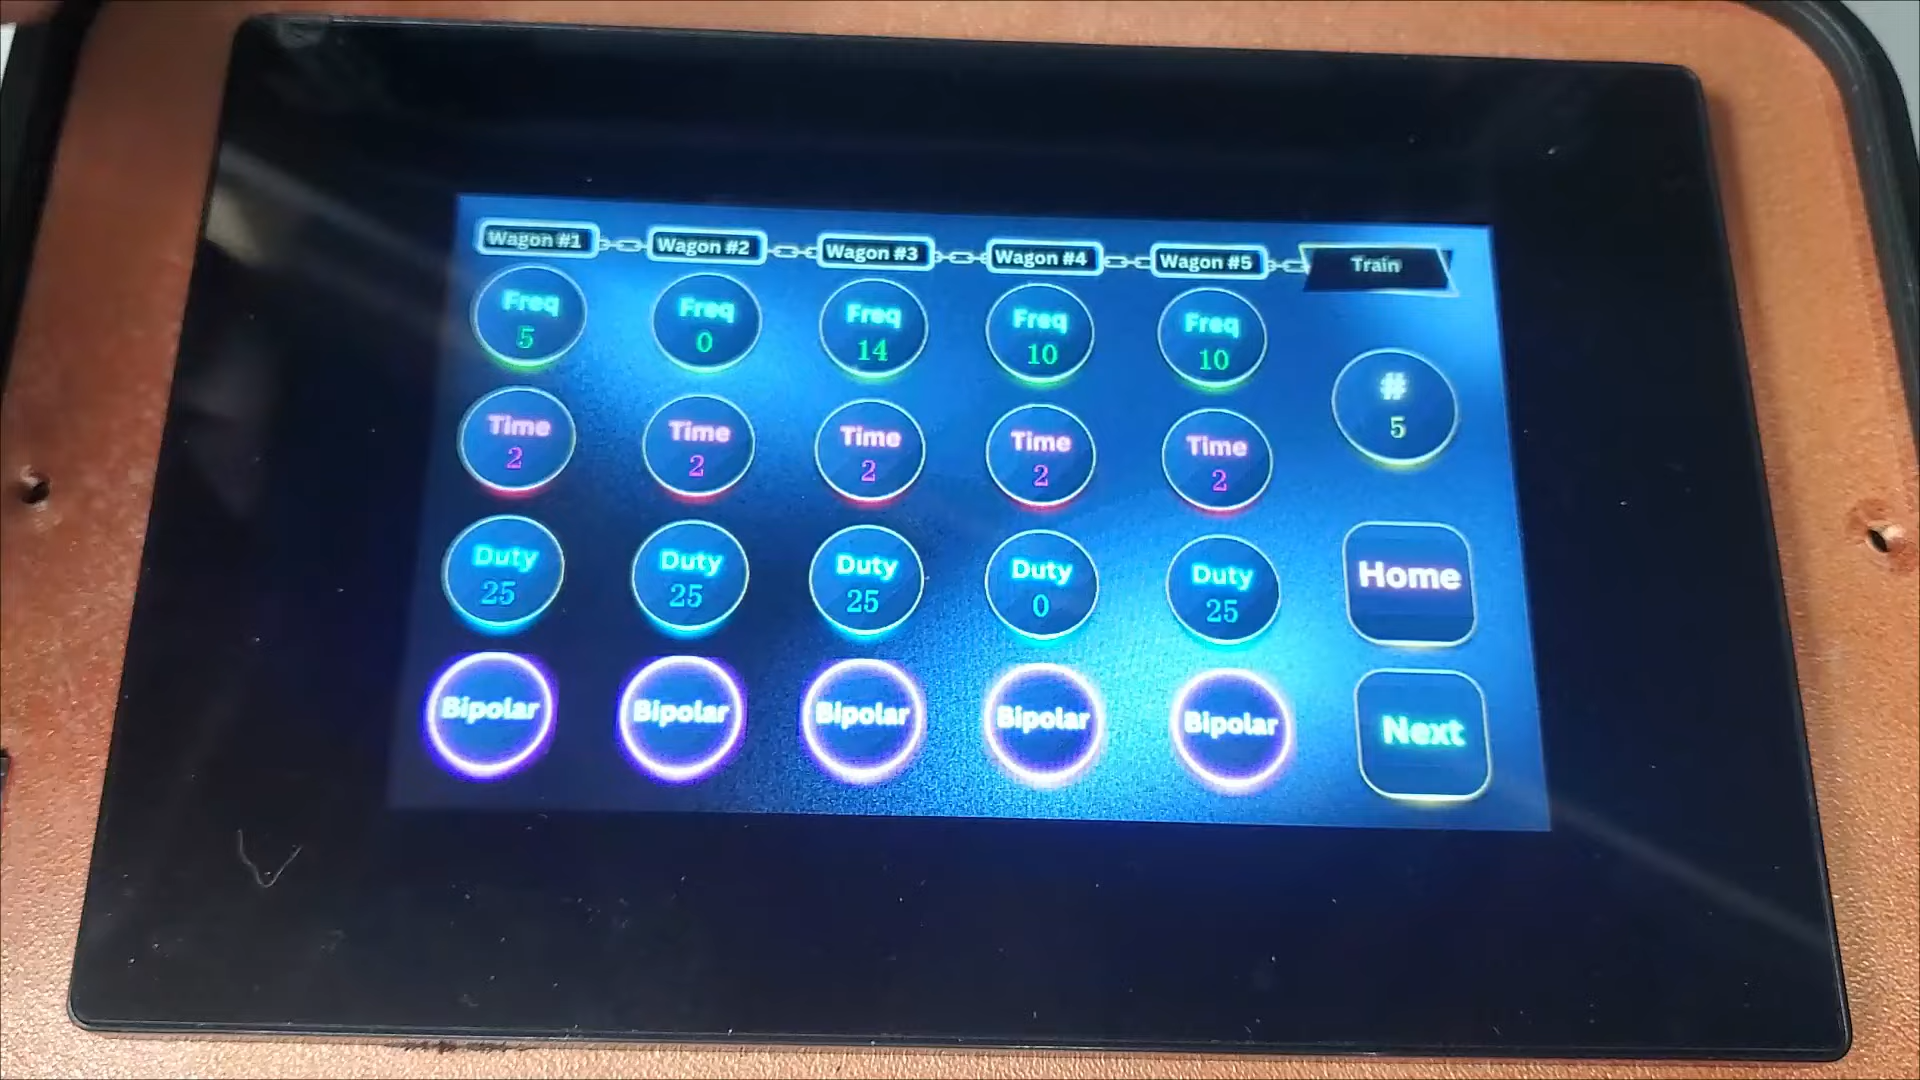 Wagon #1 Wagon #2 Wagon #3 Wagon #4 Wagon #5 Train
Freq Freq Freq Freq Freq
5 0 14 10 10
#
5
Time Time Time Time Time
2 2 2 2 2
Duty Duty Duty Duty Duty
25 25 25 0 25
Home
Bipolar Bipolar Bipolar Bipolar Bipolar
Next